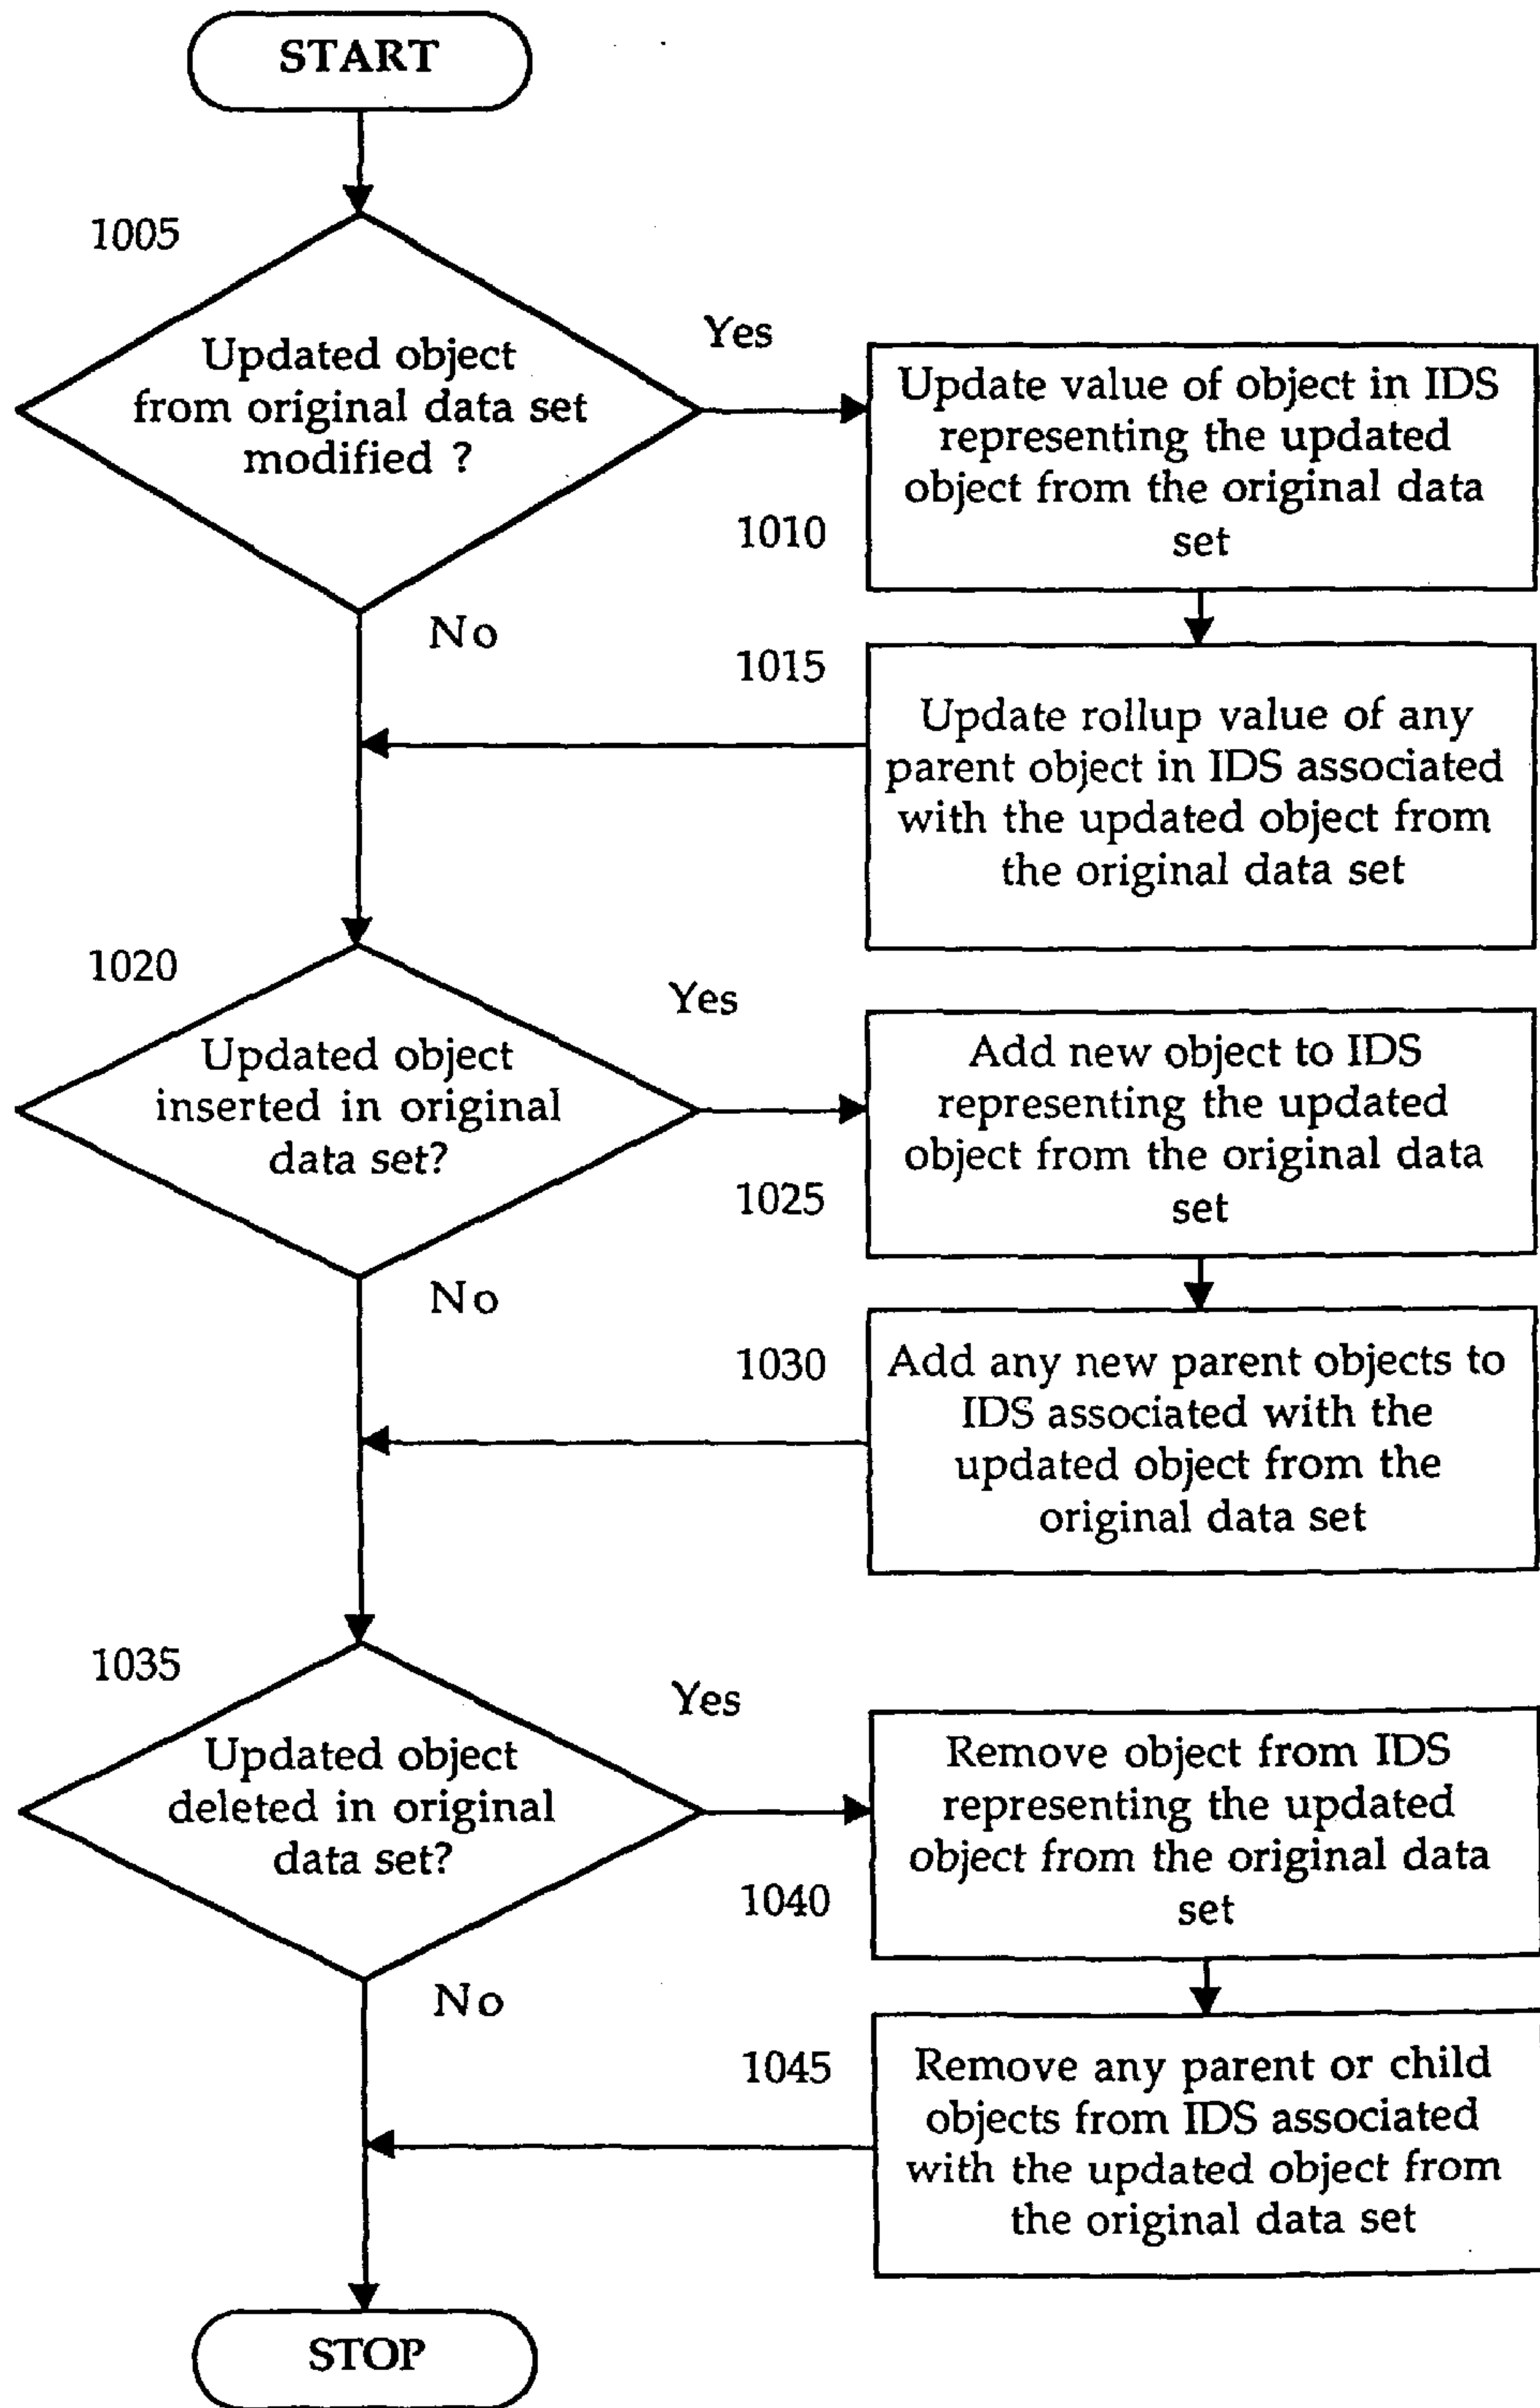 START
1005
Updated object
from original data set
modified ?
Yes
Update value of object in IDS
representing the updated
object from the original data
set
1010
No
1015
Update rollup value of any
parent object in IDS associated
with the updated object from
the original data set
1020
Updated object
inserted in original
data set?
Yes
Add new object to IDS
representing the updated
object from the original data
set
1025
No
1030
Add any new parent objects to
IDS associated with the
updated object from the
original data set
1035
Updated object
deleted in original
data set?
Yes
Remove object from IDS
representing the updated
object from the original data
set
1040
No
1045
Remove any parent or child
objects from IDS associated
with the updated object from
the original data set
STOP